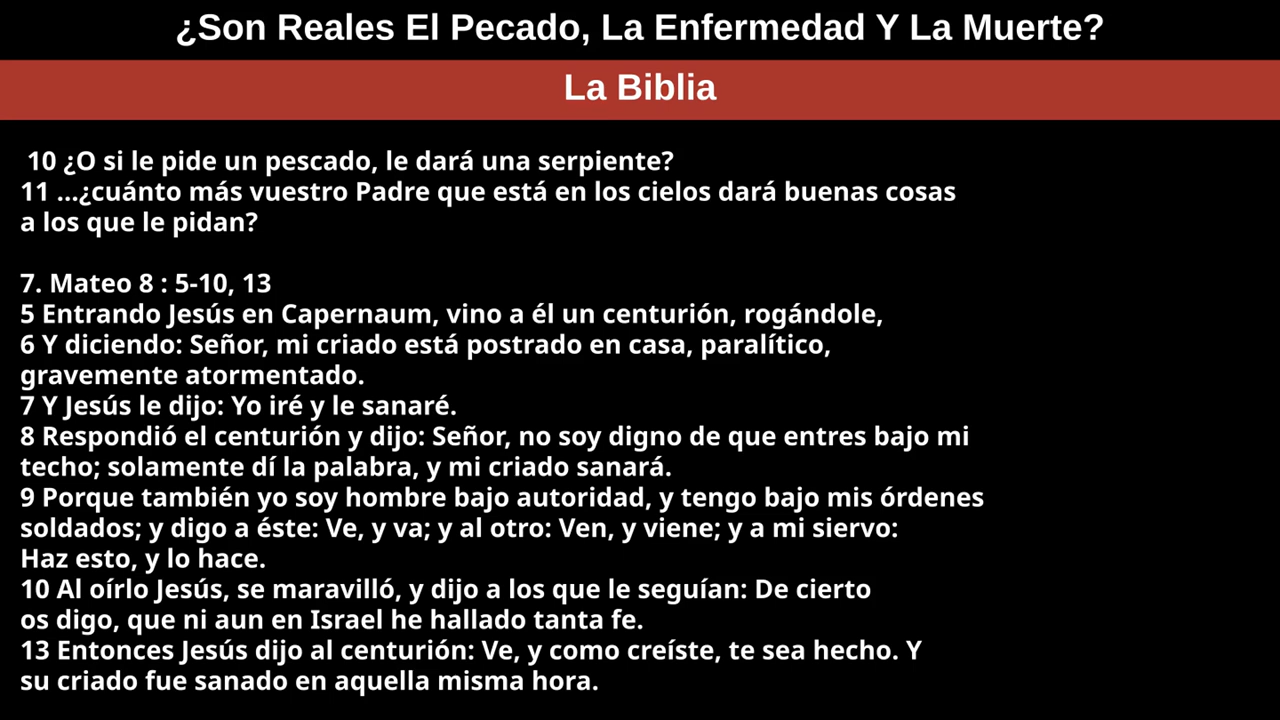 ¿Son Reales El Pecado, La Enfermedad Y La Muerte?
La Biblia
10 ¿O si le pide un pescado, le dará una serpiente?
11 ...¿cuánto más vuestro Padre que está en los cielos dará buenas cosas
a los que le pidan?
7. Mateo 8 : 5-10, 13
5 Entrando Jesús en Capernaum, vino a él un centurión, rogándole,
6 Y diciendo: Señor, mi criado está postrado en casa, paralítico,
gravemente atormentado.
7 Y Jesús le dijo: Yo iré y le sanaré.
8 Respondió el centurión y dijo: Señor, no soy digno de que entres bajo mi
techo; solamente dí la palabra, y mi criado sanará.
9 Porque también yo soy hombre bajo autoridad, y tengo bajo mis órdenes
soldados; y digo a éste: Ve, y va; y al otro: Ven, y viene; y a mi siervo:
Haz esto, y lo hace.
10 Al oírlo Jesús, se maravilló, y dijo a los que le seguían: De cierto
os digo, que ni aun en Israel he hallado tanta fe.
13 Entonces Jesús dijo al centurión: Ve, y como creíste, te sea hecho. Y
su criado fue sanado en aquella misma hora.